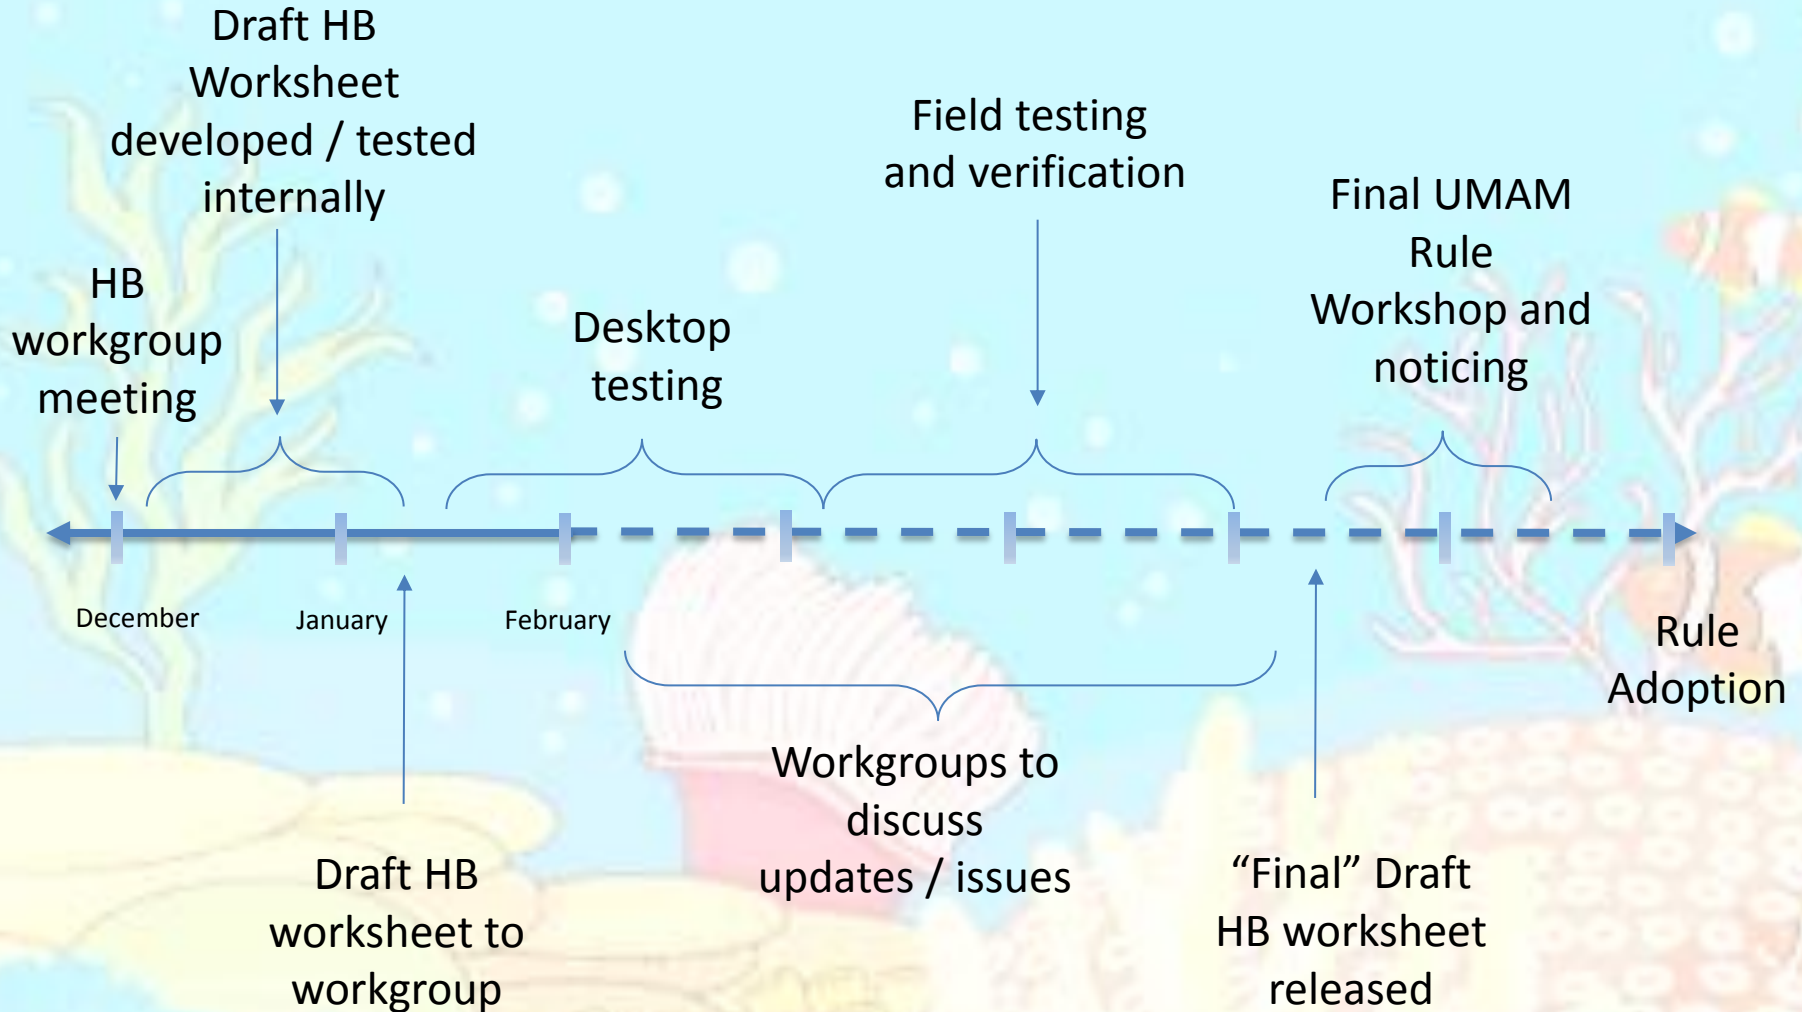 Draft HB
Worksheet
developed / tested
internally
HB
workgroup
meeting
Desktop
testing
Field testing
and verification
Final UMAM
Rule
Workshop and
noticing
December
January
February
Rule
Adoption
Draft HB
worksheet to
workgroup
Workgroups to
discuss
updates / issues
“Final” Draft
HB worksheet
released